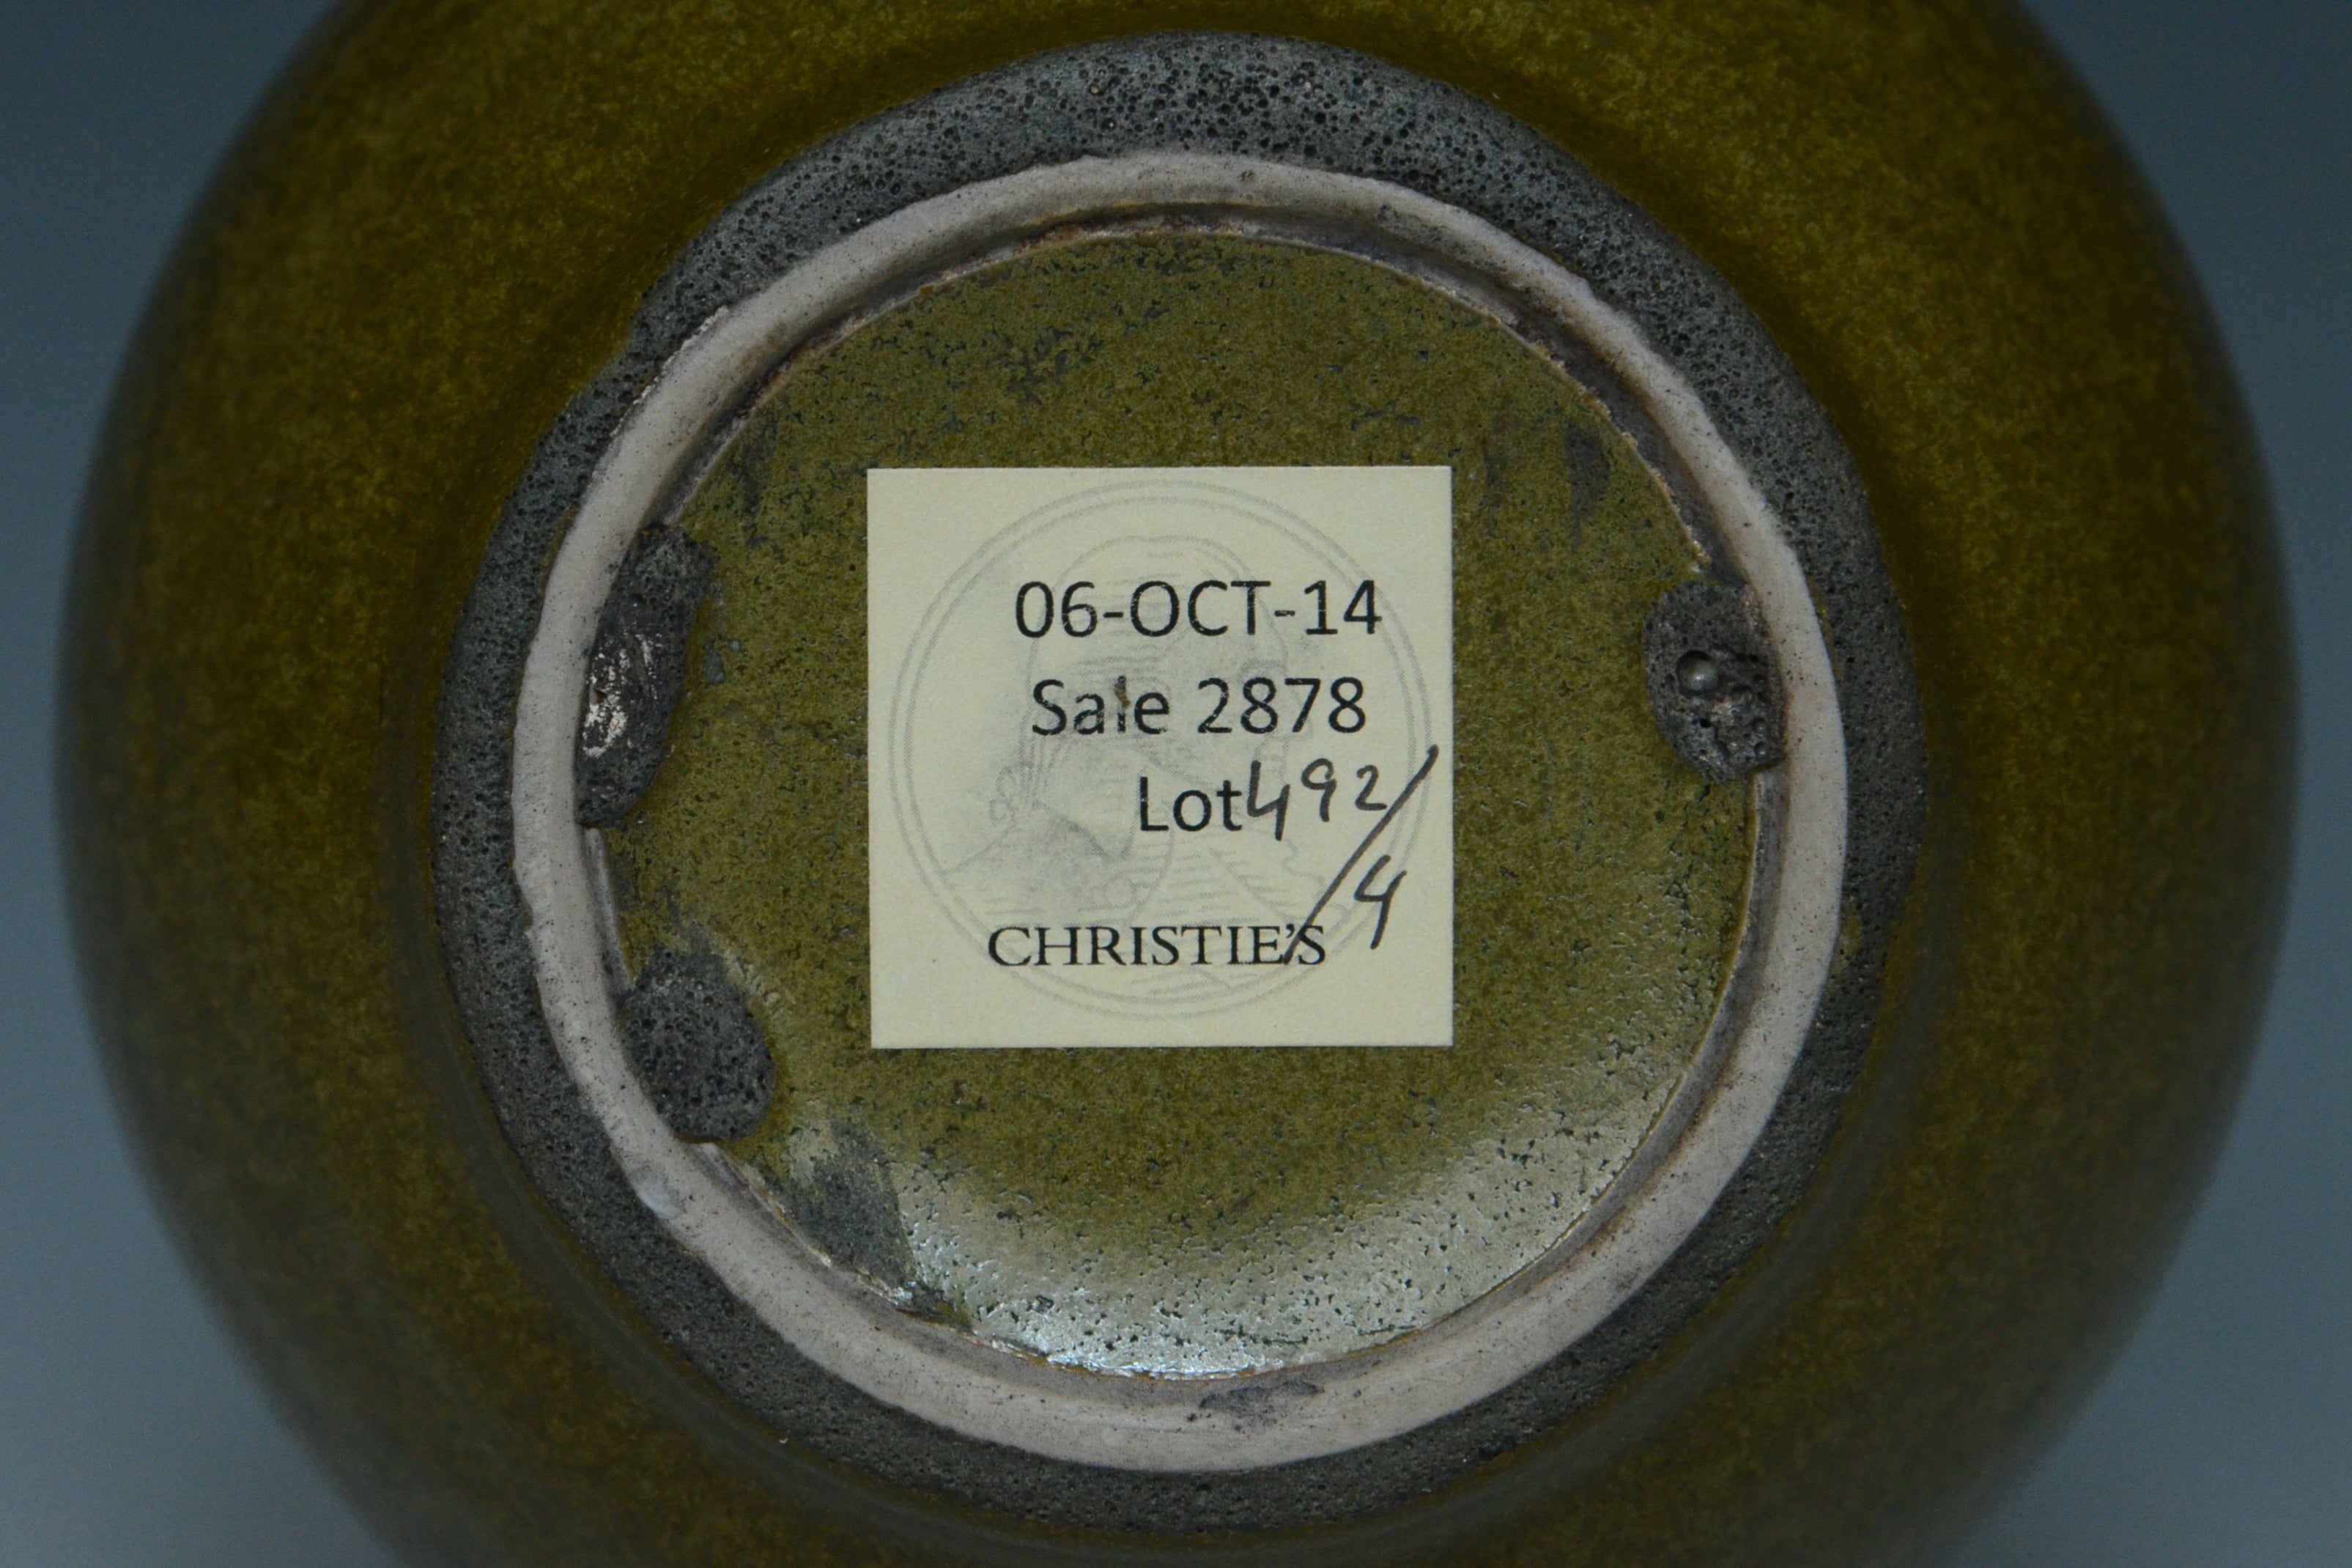 06-OCT-14
Sale 2878
Lot 492/4
CHRISTIE'S